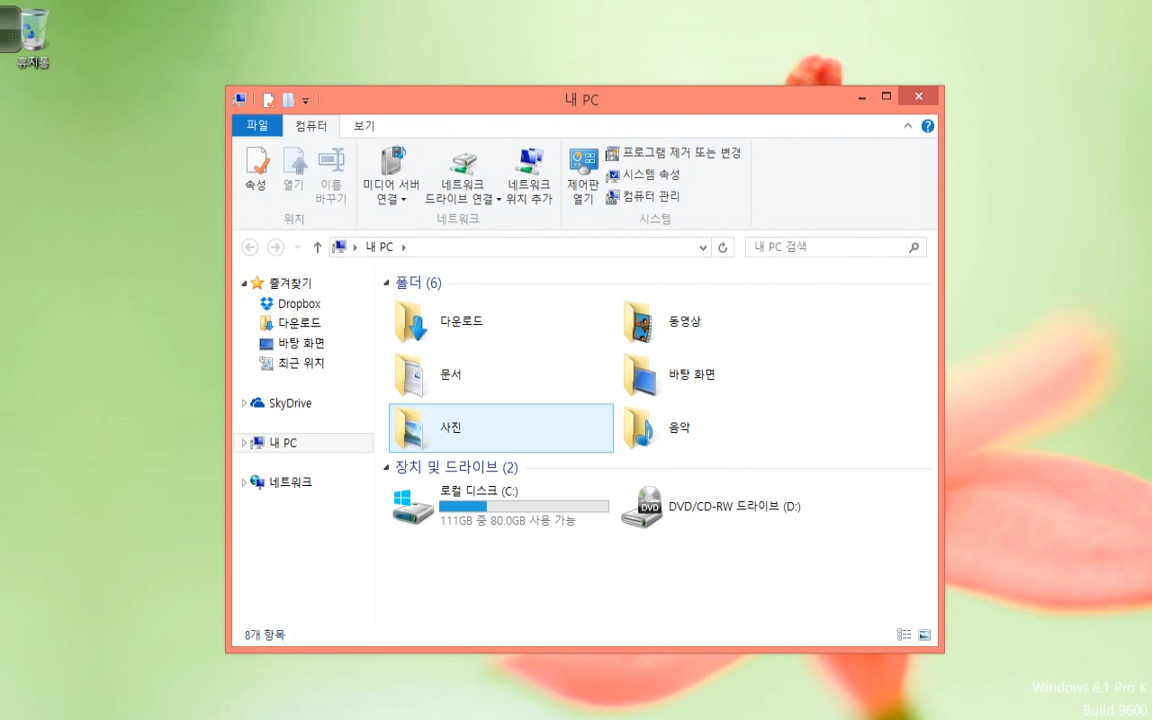 휴지통
내 PC
파일
컴퓨터
보기
속성
열기
이름
바꾸기
미디어 서버
연결
네트워크
드라이브 연결
네트워크
위치 추가
제어판
열기
프로그램 제거 또는 변경
시스템 속성
컴퓨터 관리
위치
네트워크
시스템
내 PC
내 PC 검색
즐겨찾기
Dropbox
다운로드
바탕 화면
최근 위치
SkyDrive
내 PC
네트워크
폴더 (6)
다운로드
동영상
문서
바탕 화면
사진
음악
장치 및 드라이브 (2)
로컬 디스크 (C:)
111GB 중 80.0GB 사용 가능
DVD
DVD/CD-RW 드라이브 (D:)
8개 항목
Windows 8.1 Pro K
Build 9600